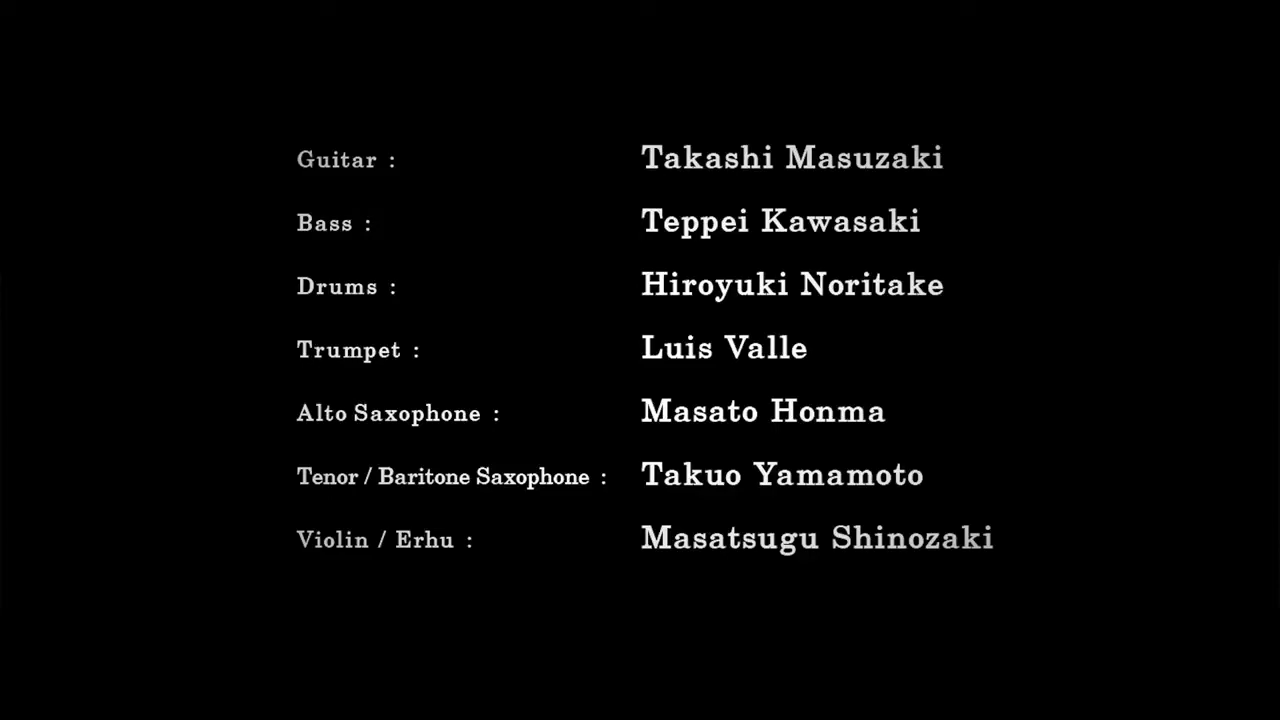 Guitar : Takashi Masuzaki
Bass : Teppei Kawasaki
Drums : Hiroyuki Noritake
Trumpet : Luis Valle
Alto Saxophone : Masato Honma
Tenor / Baritone Saxophone : Takuo Yamamoto
Violin / Erhu : Masatsugu Shinozaki